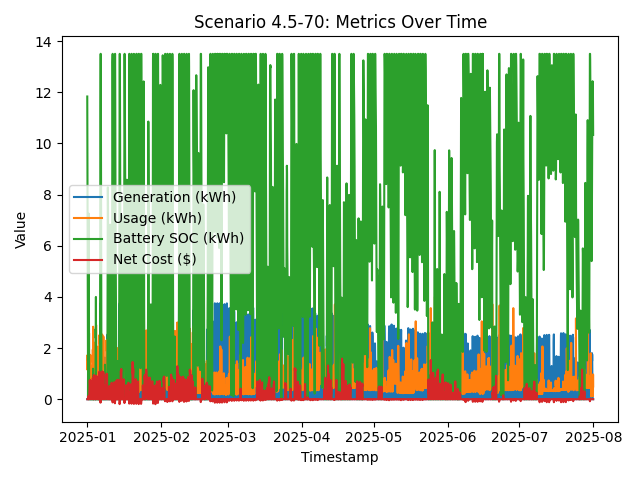 Scenario 4.5-70: Metrics Over Time
14
12
10
8
6
4
2
0
Value
Generation (kWh)
Usage (kWh)
Battery SOC (kWh)
Net Cost ($)
2025-01 2025-02 2025-03 2025-04 2025-05 2025-06 2025-07 2025-08
Timestamp